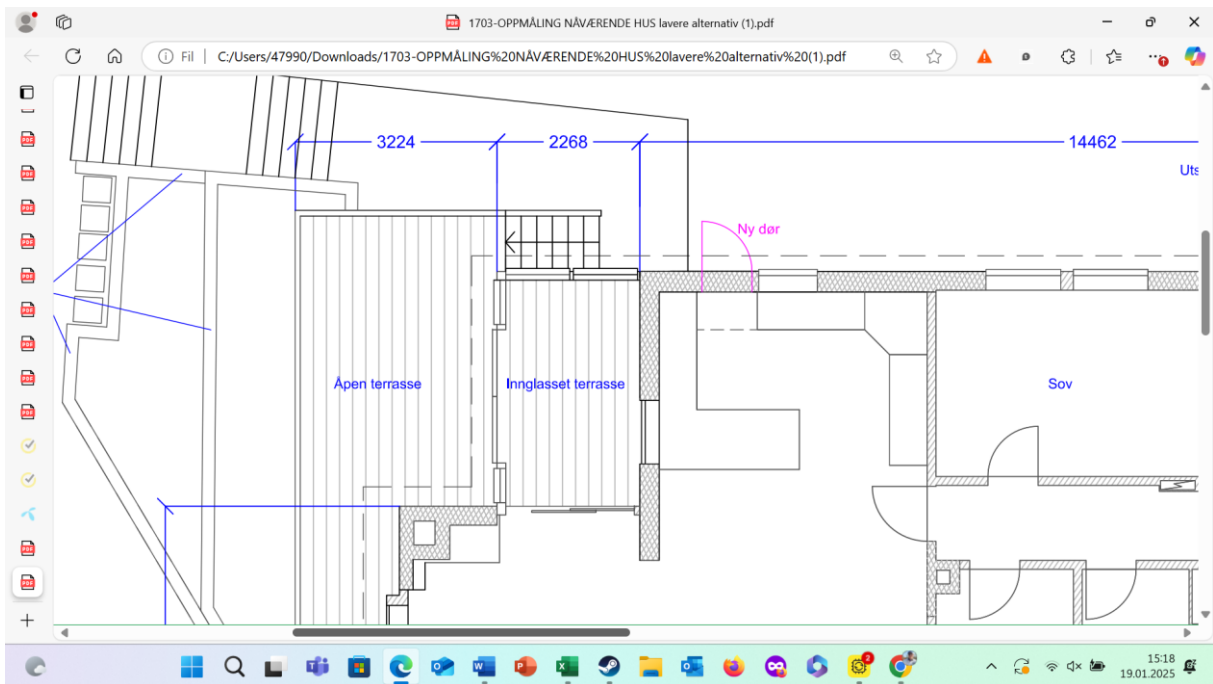 1703-OPPMÅLING NÅVÆRENDE HUS lavere alternativ (1).pdf
Fil
C:/Users/47990/Downloads/1703-OPPMÅLING%20NÅVÆRENDE%20HUS%20lavere%20alternativ%20(1).pdf
3224
2268
14462
Uts
Ny dør
Åpen terrasse
Innglasset terrasse
Sov
15:18
19.01.2025